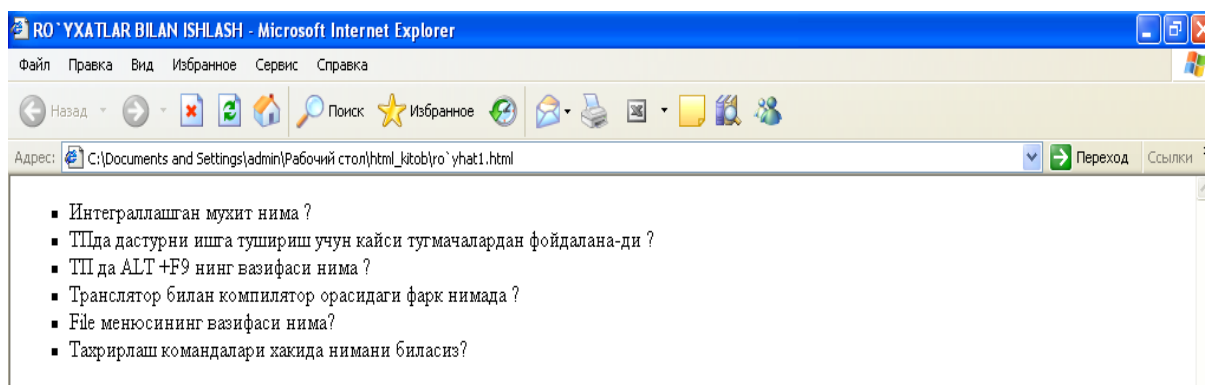 RO`YXATLAR BILAN ISHLASH - Microsoft Internet Explorer
Файл Правка Вид Избранное Сервис Справка
Назад Поиск Избранное
Адрес: C:\Documents and Settings\admin\Рабочий стол\html_kitob\ro`yhat1.html Переход Ссылки
Интеграллашган мухит нима ?
ТПда дастурни ишга тушириш учун кайси тугмачалардан фойдалана-ди ?
ТП да ALT +F9 нинг вазифаси нима ?
Транслятор билан компилятор орасидаги фарк нимада ?
File менюсининг вазифаси нима?
Тахрирлаш командалари хакида нимани биласиз?